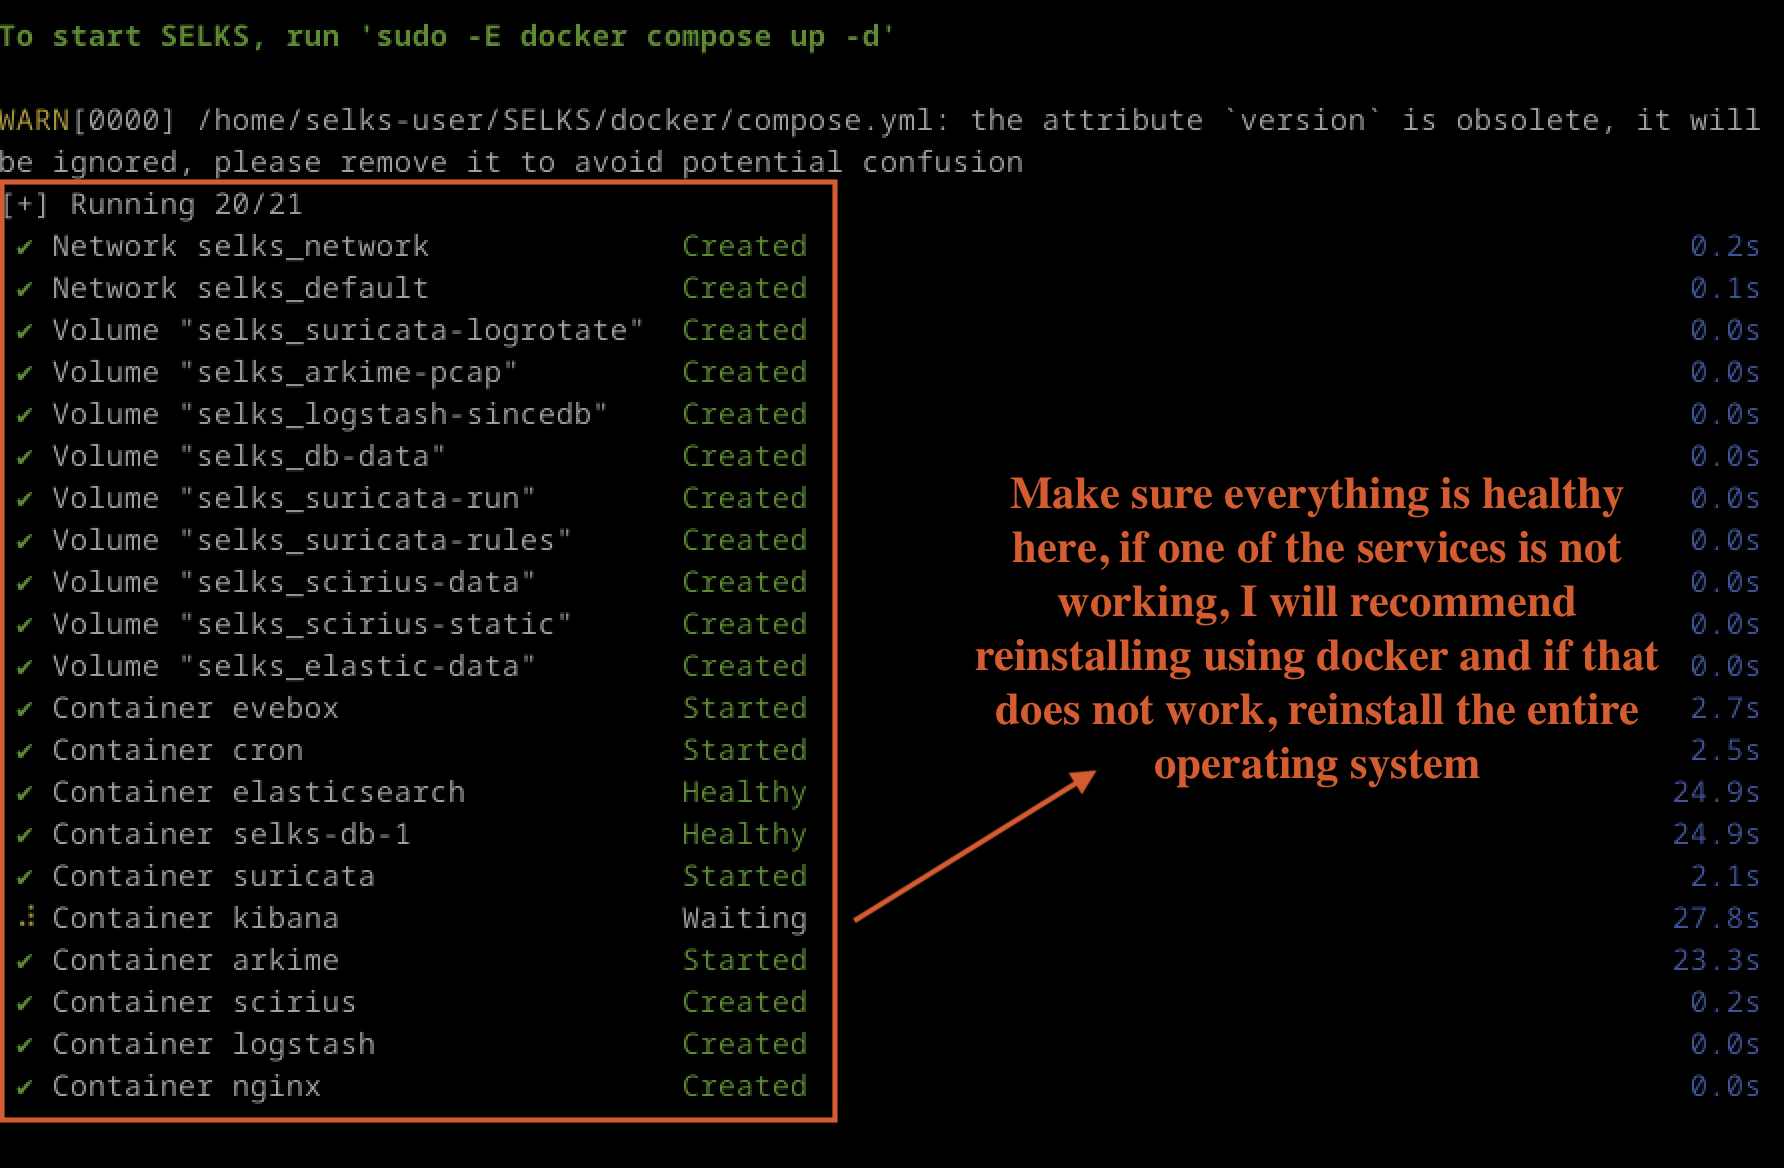 To start SELKS, run 'sudo -E docker compose up -d'
WARN[0000] /home/selks-user/SELKS/docker/compose.yml: the attribute `version` is obsolete, it will
be ignored, please remove it to avoid potential confusion
[+] Running 20/21
✔ Network selks_network Created 0.2s
✔ Network selks_default Created 0.1s
✔ Volume "selks_suricata-logrotate" Created 0.0s
✔ Volume "selks_arkime-pcap" Created 0.0s
✔ Volume "selks_logstash-sincedb" Created 0.0s
✔ Volume "selks_db-data" Created 0.0s
✔ Volume "selks_suricata-run" Created 0.0s
✔ Volume "selks_suricata-rules" Created 0.0s
✔ Volume "selks_scirius-data" Created 0.0s
✔ Volume "selks_scirius-static" Created 0.0s
✔ Volume "selks_elastic-data" Created 0.0s
✔ Container evebox Started 2.7s
✔ Container cron Started 2.5s
✔ Container elasticsearch Healthy 24.9s
✔ Container selks-db-1 Healthy 24.9s
✔ Container suricata Started 2.1s
⠼ Container kibana Waiting 27.8s
✔ Container arkime Started 23.3s
✔ Container scirius Created 0.2s
✔ Container logstash Created 0.0s
✔ Container nginx Created 0.0s
Make sure everything is healthy
here, if one of the services is not
working, I will recommend
reinstalling using docker and if that
does not work, reinstall the entire
operating system